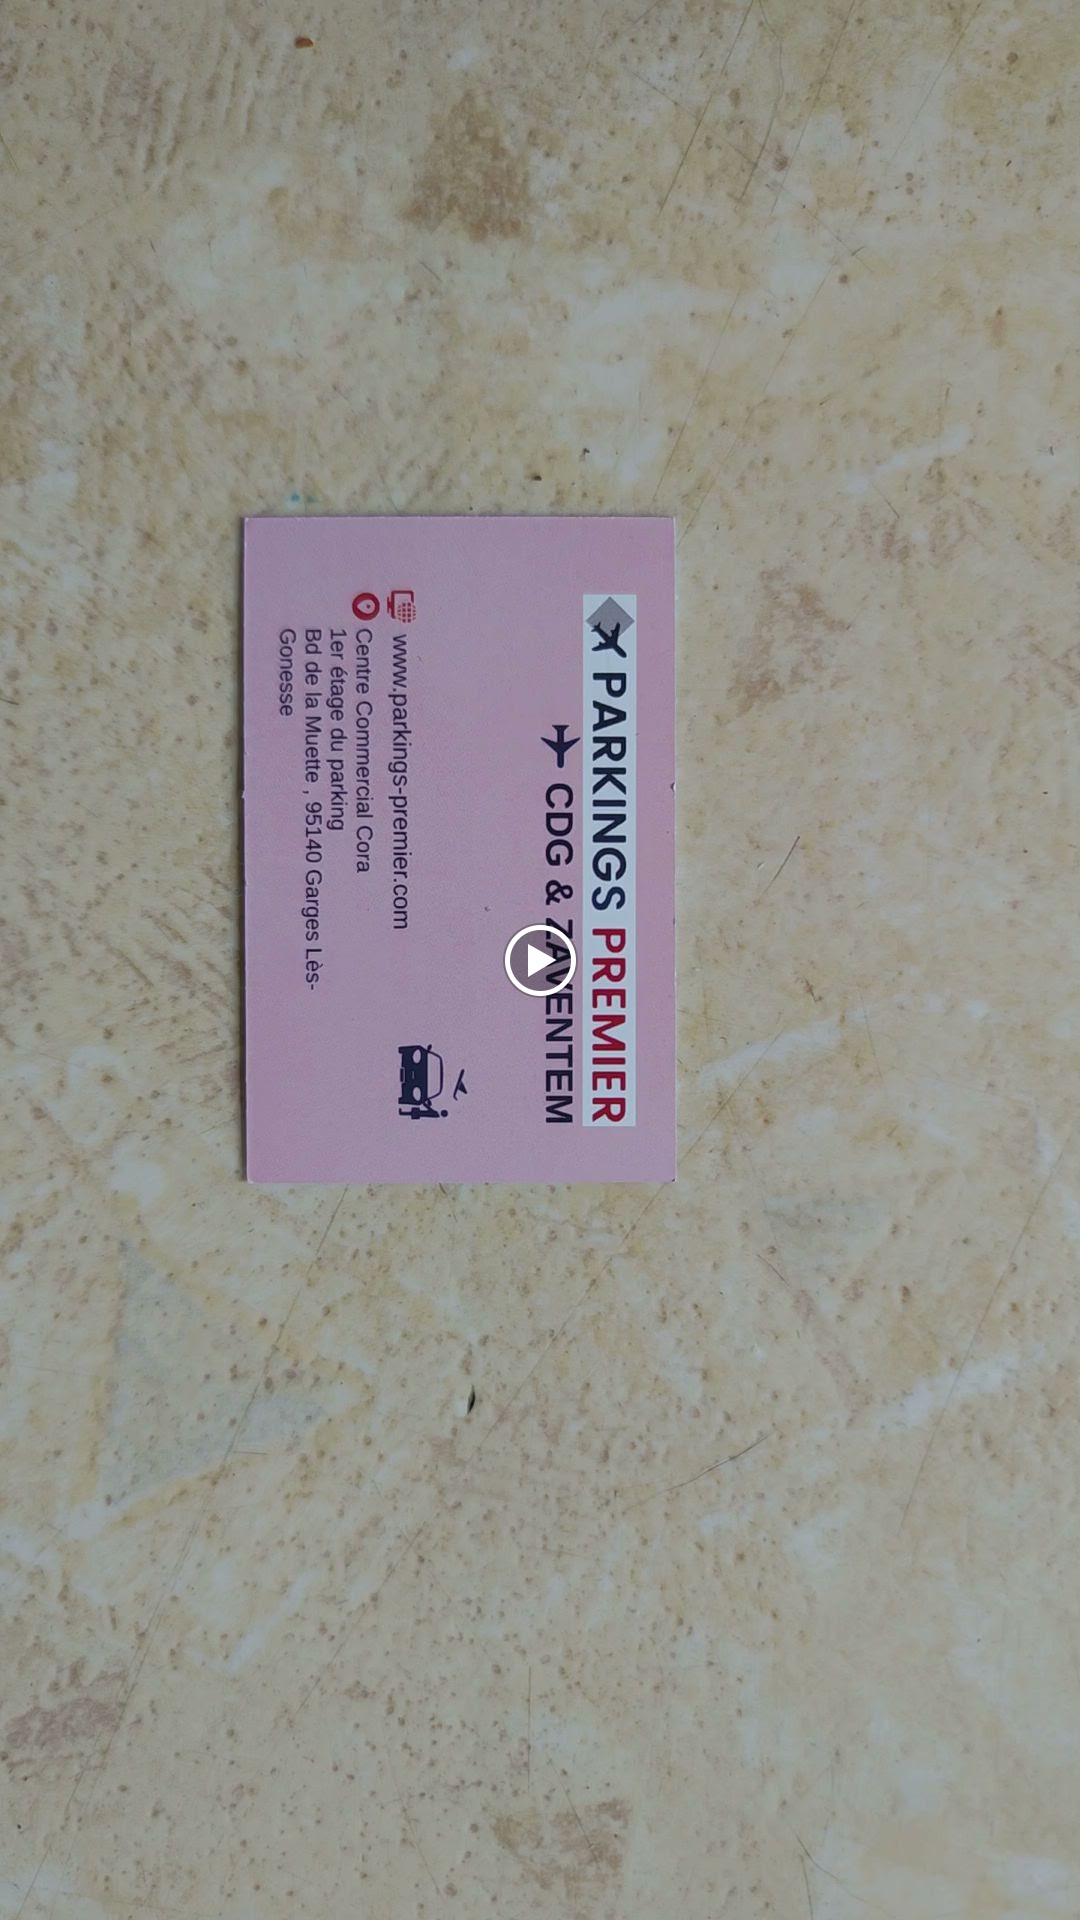 PARKINGS PREMIER
CDG & ZAVENTEM
www.parkings-premier.com
Centre Commercial Cora
1er étage du parking
Bd de la Muette , 95140 Garges Lès-
Gonesse